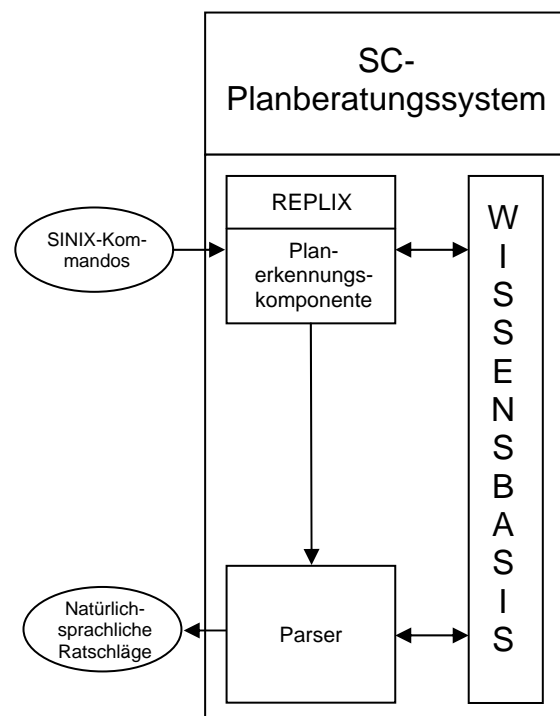 SC-
Planberatungssystem
REPLIX
SINIX-Kom-
mandos
Plan-
erkennungs-
komponente
W
I
S
S
E
N
S
B
A
S
I
S
Natürlich-
sprachliche
Ratschläge
Parser